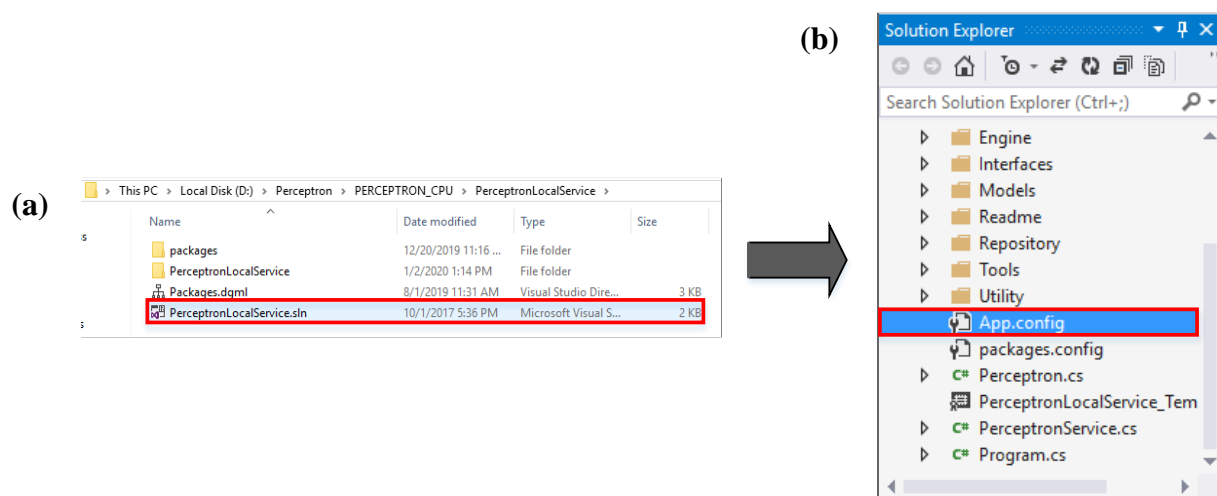 (a)
This PC > Local Disk (D:) > Perceptron > PERCEPTRON_CPU > PerceptronLocalService >
Name Date modified Type Size
ss
packages 12/20/2019 11:16 ... File folder
PerceptronLocalService 1/2/2020 1:14 PM File folder
Packages.dgml 8/1/2019 11:31 AM Visual Studio Dire... 3 KB
PerceptronLocalService.sln 10/1/2017 5:36 PM Microsoft Visual S... 2 KB
s
(b)
Solution Explorer
Search Solution Explorer (Ctrl+;)
Engine
Interfaces
Models
Readme
Repository
Tools
Utility
App.config
packages.config
C# Perceptron.cs
PerceptronLocalService_Tem
C# PerceptronService.cs
C# Program.cs